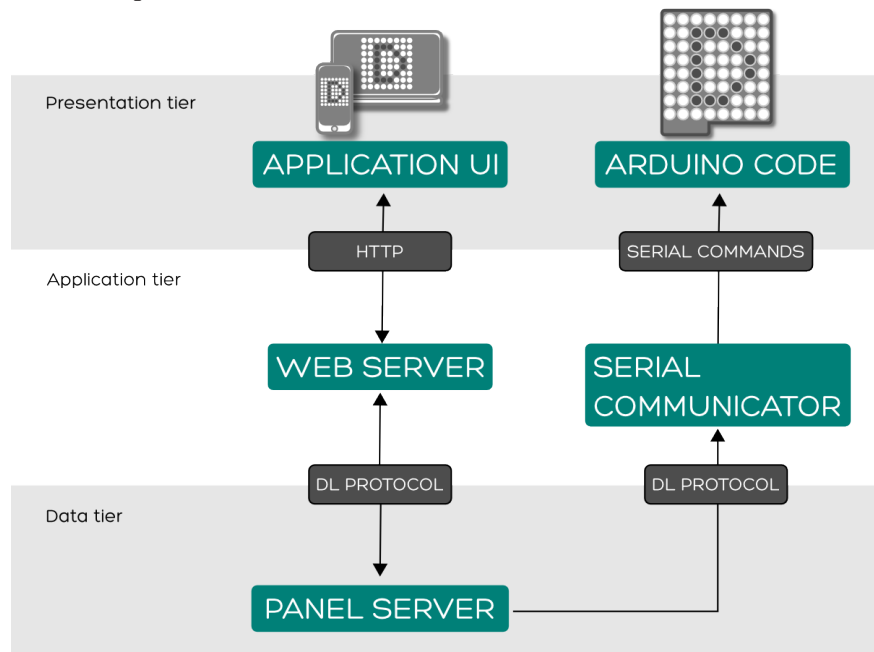 Presentation tier
APPLICATION UI
ARDUINO CODE
HTTP
SERIAL COMMANDS
Application tier
WEB SERVER
SERIAL
COMMUNICATOR
DL PROTOCOL
DL PROTOCOL
Data tier
PANEL SERVER